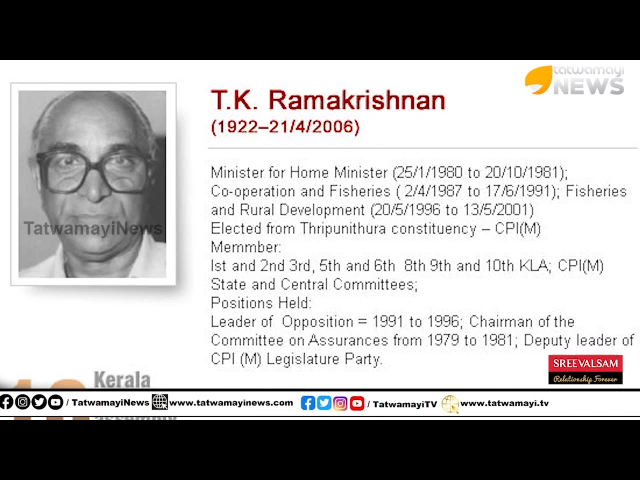 tatwamayi
NEWS
T.K. Ramakrishnan
(1922–21/4/2006)
TatwamayiNews
Minister for Home Minister (25/1/1980 to 20/10/1981);
Co-operation and Fisheries ( 2/4/1987 to 17/6/1991); Fisheries
and Rural Development (20/5/1996 to 13/5/2001)
Elected from Thripunithura constituency – CPI(M)
Memmber:
Ist and 2nd 3rd, 5th and 6th 8th 9th and 10th KLA; CPI(M)
State and Central Committees;
Positions Held:
Leader of Opposition = 1991 to 1996; Chairman of the
Committee on Assurances from 1979 to 1981; Deputy leader of
CPI (M) Legislature Party.
SREEVALSAM
Relationship Forever
Kerala
/ TatwamayiNews www.tatwamayinews.com / TatwamayiTV www.tatwamayi.tv